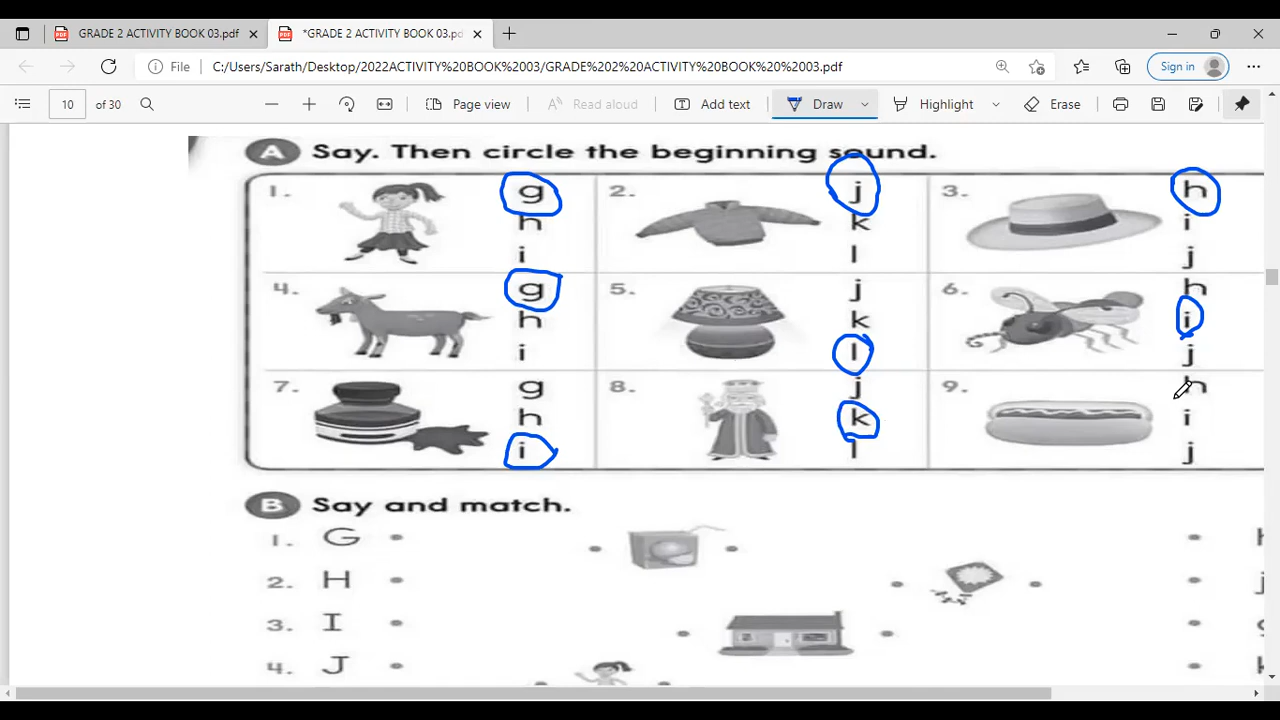 GRADE 2 ACTIVITY BOOK 03.pdf
*GRADE 2 ACTIVITY BOOK 03.pd
File C:/Users/Sarath/Desktop/2022ACTIVITY%20BOOK%2003/GRADE%202%20ACTIVITY%20BOOK%20%2003.pdf
Sign in
10 of 30 Page view Read aloud Add text Draw Highlight Erase
A Say. Then circle the beginning sound.
1. g
h
i
2. j
k
l
3. h
i
j
4. g
h
i
5. j
k
l
6. h
i
j
7. g
h
i
8. j
k
l
9. h
i
j
B Say and match.
1. G
2. H j
3. I
4. J